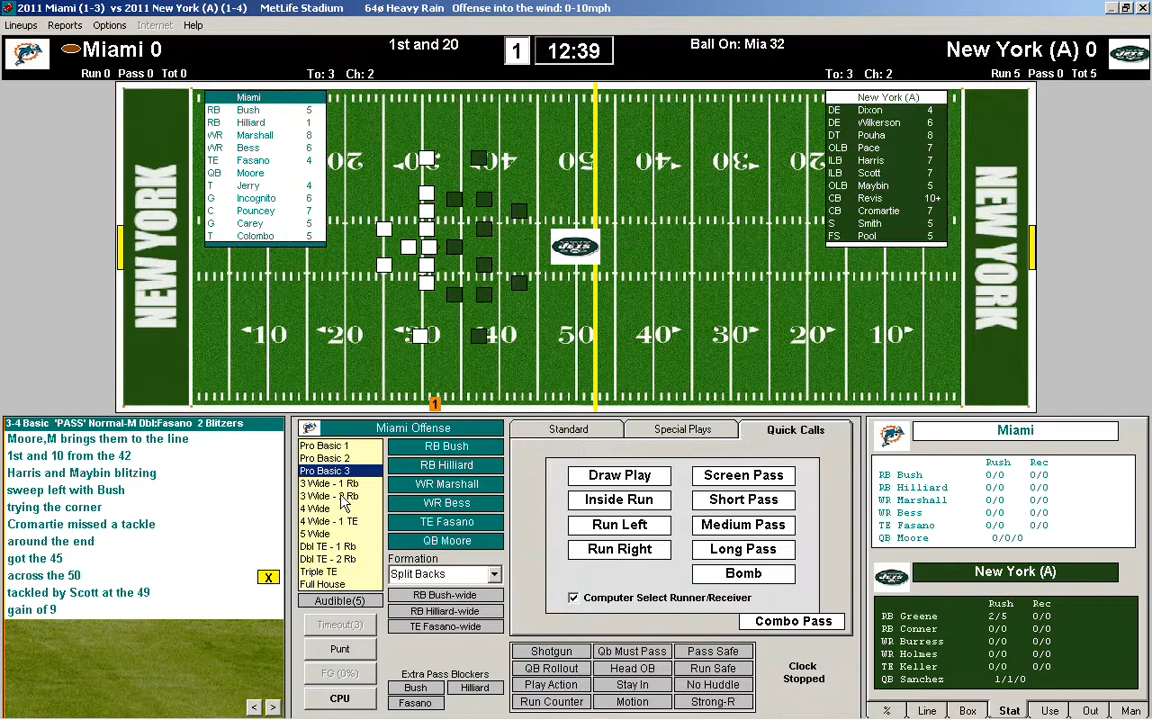 2011 Miami (1-3) vs 2011 New York (A) (1-4) MetLife Stadium 64ø Heavy Rain Offense into the wind: 0-10mph
Lineups Reports Options Internet Help
Miami 0 1st and 20 1 12:39 Ball On: Mia 32 New York (A) 0
Run 0 Pass 0 Tot 0 To: 3 Ch: 2 To: 3 Ch: 2 Run 5 Pass 0 Tot 5
Miami
RB Bush 5
RB Hilliard 1
WR Marshall 8
WR Bess 6
TE Fasano 4
QB Moore
T Jerry 4
G Incognito 6
C Pouncey 7
G Carey 5
T Colombo 5
New York (A)
DE Dixon 4
DE Wilkerson 6
DT Pouha 8
OLB Pace 7
ILB Harris 7
ILB Scott 7
OLB Maybin 5
CB Revis 10+
CB Cromartie 7
S Smith 5
FS Pool 5
NEW YORK
20 30 40 50 40 30 20
JETS
10 20 30 40 50 40 30 20 10
NEW YORK
1
3-4 Basic 'PASS' Normal-M Dbl:Fasano 2 Blitzers
Moore,M brings them to the line
1st and 10 from the 42
Harris and Maybin blitzing
sweep left with Bush
trying the corner
Cromartie missed a tackle
around the end
got the 45
across the 50
tackled by Scott at the 49
gain of 9
X
< >
Miami Offense
Pro Basic 1
Pro Basic 2
Pro Basic 3
3 Wide - 1 Rb
3 Wide - 2 Rb
4 Wide
4 Wide - 1 TE
5 Wide
Dbl TE - 1 Rb
Dbl TE - 2 Rb
Triple TE
Full House
Audible(5)
Timeout(3)
Punt
FG (0%)
CPU
RB Bush
RB Hilliard
WR Marshall
WR Bess
TE Fasano
QB Moore
Formation
Split Backs
RB Bush-wide
RB Hilliard-wide
TE Fasano-wide
Extra Pass Blockers
Bush Hilliard
Fasano
Standard Special Plays Quick Calls
Draw Play Screen Pass
Inside Run Short Pass
Run Left Medium Pass
Run Right Long Pass
Bomb
Computer Select Runner/Receiver
Combo Pass
Shotgun Qb Must Pass Pass Safe
QB Rollout Head OB Run Safe
Play Action Stay In No Huddle
Run Counter Motion Strong-R
Clock
Stopped
Miami
Rush Rec
RB Bush 0/0 0/0
RB Hilliard 0/0 0/0
WR Marshall 0/0 0/0
WR Bess 0/0 0/0
TE Fasano 0/0 0/0
QB Moore 0/0/0
New York (A)
Rush Rec
RB Greene 2/5 0/0
RB Conner 0/0 0/0
WR Burress 0/0 0/0
WR Holmes 0/0 0/0
TE Keller 0/0 0/0
QB Sanchez 1/1/0
% Line Box Stat Use Out Man